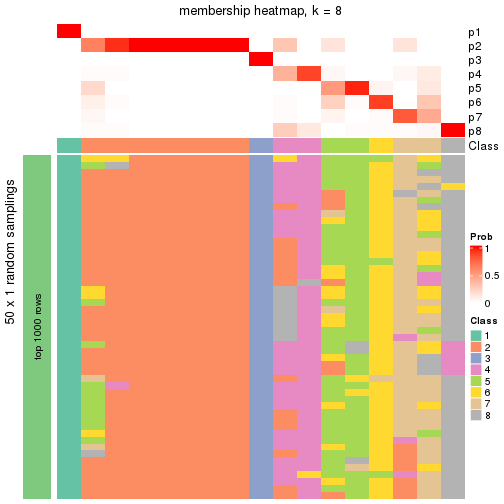 membership heatmap, k = 8
p1
p2
p3
p4
p5
p6
p7
p8
Class
50 x 1 random samplings
top 1000 rows
Prob
1
0.5
0
Class
1
2
3
4
5
6
7
8